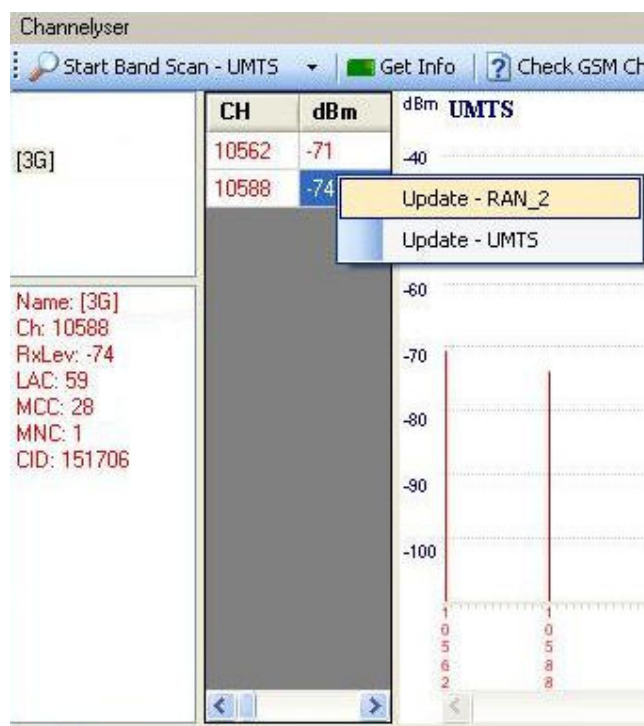 Channelyser
Start Band Scan - UMTS
Get Info
Check GSM Ch
[3G]
CH dBm
10562 -71
10588 -74
Update - RAN_2
Update - UMTS
Name: [3G]
Ch: 10588
RxLev: -74
LAC: 59
MCC: 28
MNC: 1
CID: 151706
dBm UMTS
-40
-60
-70
-80
-90
-100
10562
10588